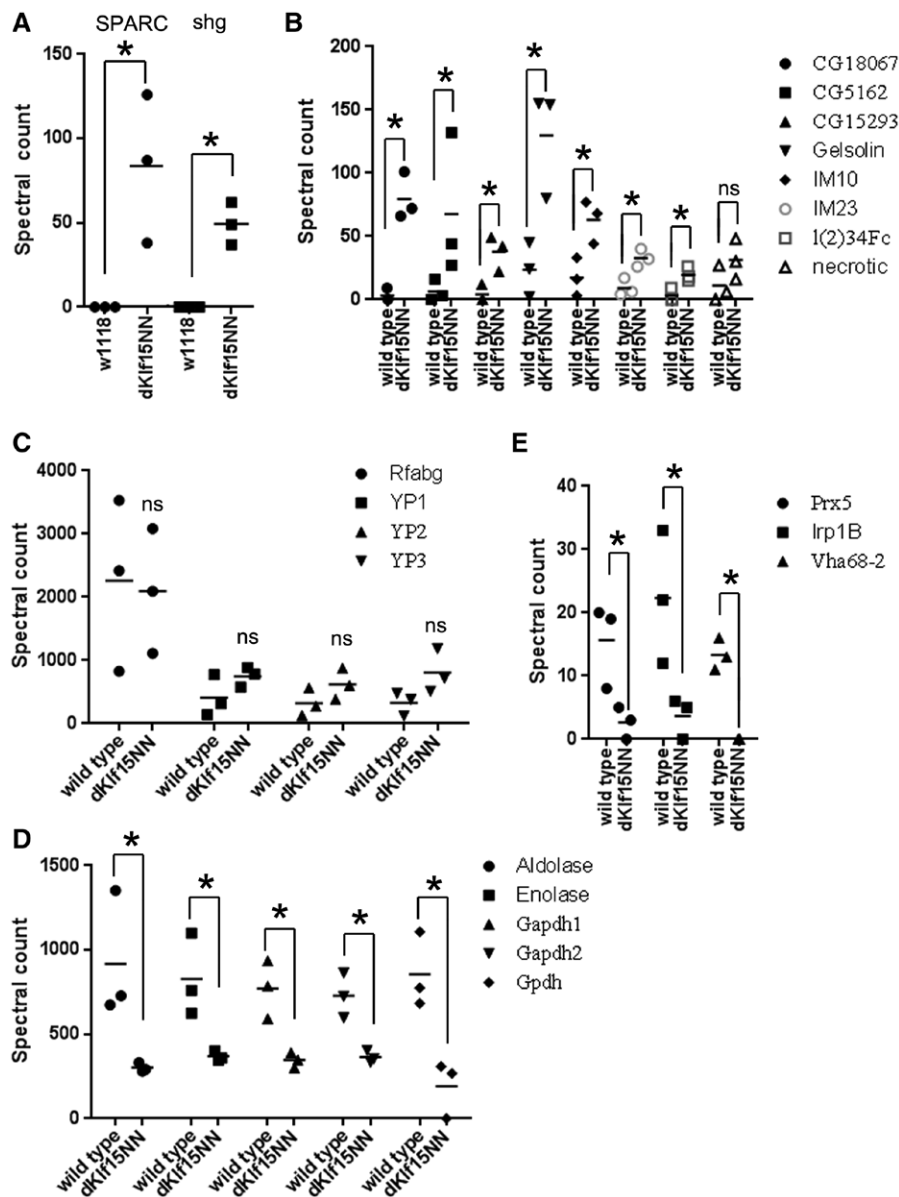 A
SPARC shg
*
*
150
100
50
0
Spectral count
w1118
dKlf15NN
w1118
dKlf15NN
B
200
150
100
50
0
Spectral count
*
*
*
*
*
*
*
ns
wild type
dKlf15NN
wild type
dKlf15NN
wild type
dKlf15NN
wild type
dKlf15NN
wild type
dKlf15NN
wild type
dKlf15NN
wild type
dKlf15NN
wild type
dKlf15NN
CG18067
CG5162
CG15293
Gelsolin
IM10
IM23
l(2)34Fc
necrotic
C
4000
3000
2000
1000
0
Spectral count
ns
ns
ns
ns
wild type
dKlf15NN
wild type
dKlf15NN
wild type
dKlf15NN
wild type
dKlf15NN
Rfabg
YP1
YP2
YP3
E
40
30
20
10
0
Spectral count
*
*
*
wild type
dKlf15NN
wild type
dKlf15NN
wild type
dKlf15NN
Prx5
Irp1B
Vha68-2
D
1500
1000
500
0
Spectral count
*
*
*
*
*
wild type
dKlf15NN
wild type
dKlf15NN
wild type
dKlf15NN
wild type
dKlf15NN
wild type
dKlf15NN
Aldolase
Enolase
Gapdh1
Gapdh2
Gpdh